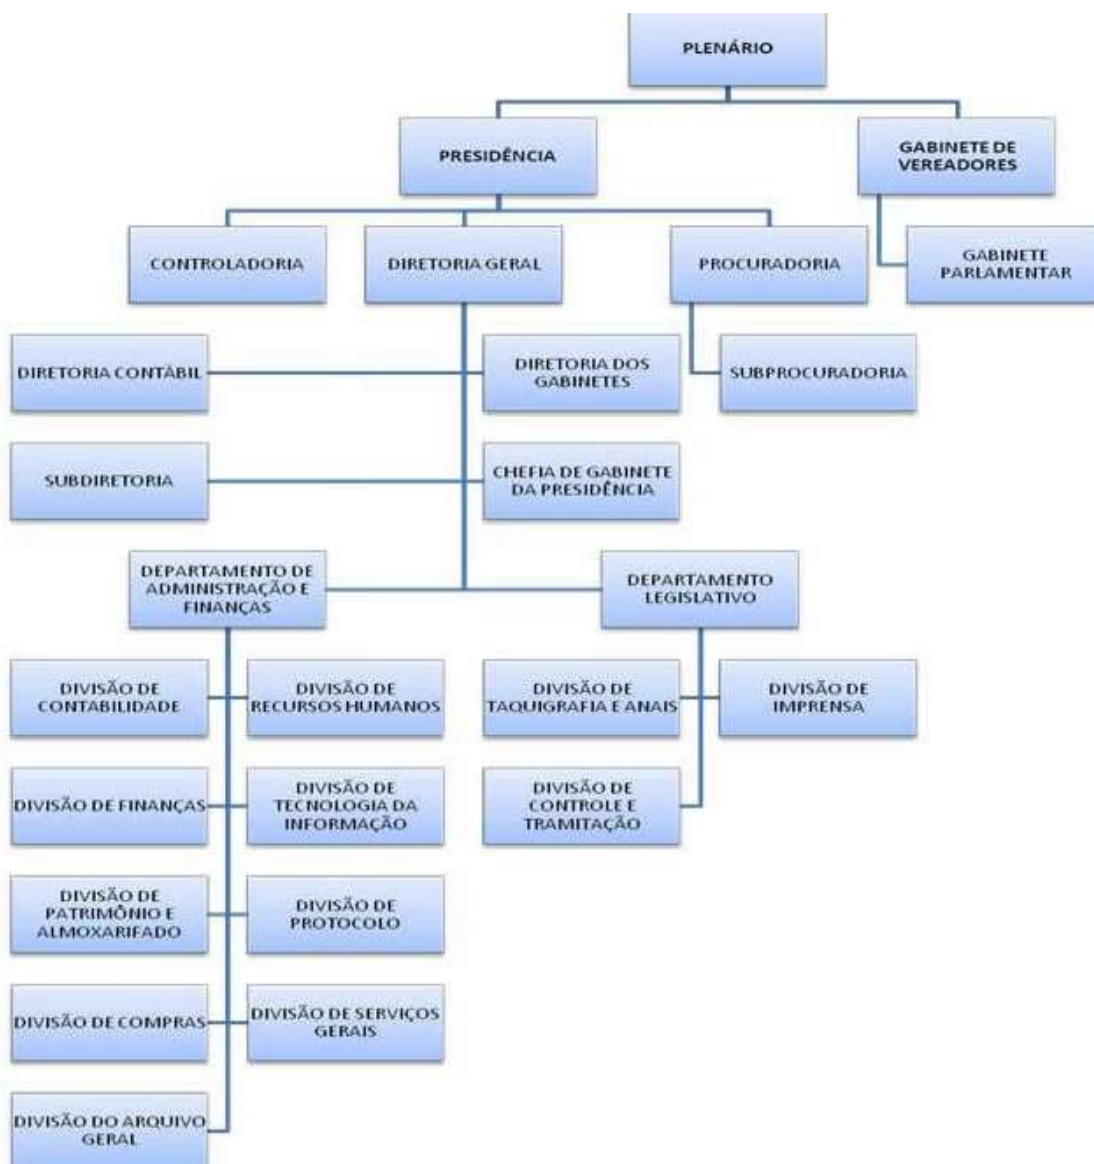 PLENÁRIO
PRESIDÊNCIA
GABINETE DE
VEREADORES
CONTROLADORIA
DIRETORIA GERAL
PROCURADORIA
GABINETE
PARLAMENTAR
DIRETORIA CONTÁBIL
DIRETORIA DOS
GABINETES
SUBPROCURADORIA
SUBDIRETORIA
CHEFIA DE GABINETE
DA PRESIDÊNCIA
DEPARTAMENTO DE
ADMINISTRAÇÃO E
FINANÇAS
DEPARTAMENTO
LEGISLATIVO
DIVISÃO DE
CONTABILIDADE
DIVISÃO DE
RECURSOS HUMANOS
DIVISÃO DE
TAQUIGRAFIA E ANAIS
DIVISÃO DE
IMPRENSA
DIVISÃO DE FINANÇAS
DIVISÃO DE
TECNOLOGIA DA
INFORMAÇÃO
DIVISÃO DE
CONTROLE E
TRAMITAÇÃO
DIVISÃO DE
PATRIMÔNIO E
ALMOXARIFADO
DIVISÃO DE
PROTOCOLO
DIVISÃO DE COMPRAS
DIVISÃO DE SERVIÇOS
GERAIS
DIVISÃO DO ARQUIVO
GERAL